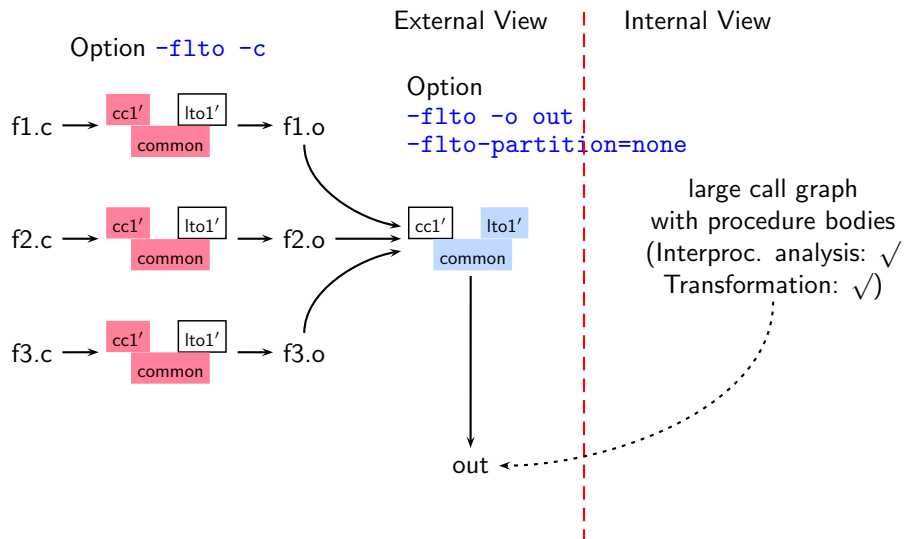 External View
Internal View
Option -flto -c
Option
-flto -o out
-flto-partition=none
f1.c
cc1′
lto1′
common
f1.o
f2.c
cc1′
lto1′
common
f2.o
cc1′
lto1′
common
f3.c
cc1′
lto1′
common
f3.o
large call graph
with procedure bodies
(Interproc. analysis: √
Transformation: √)
out